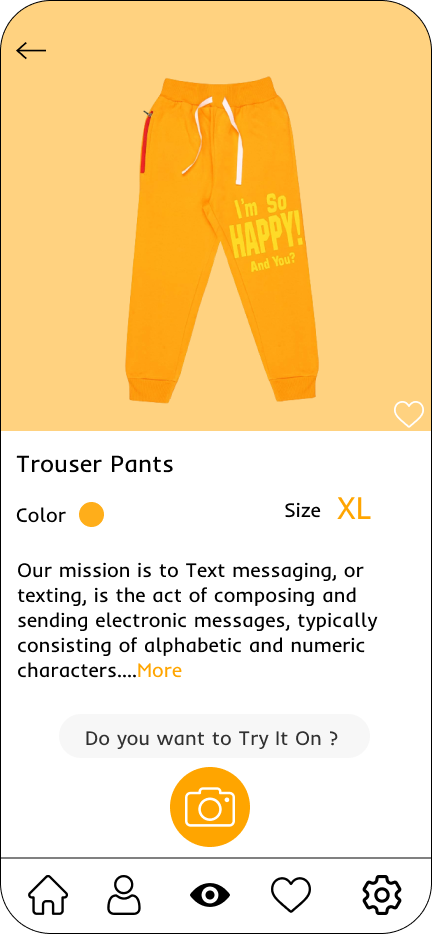 I'm So
HAPPY!
And You?
Trouser Pants
Color
Size XL
Our mission is to Text messaging, or
texting, is the act of composing and
sending electronic messages, typically
consisting of alphabetic and numeric
characters....More
Do you want to Try It On ?